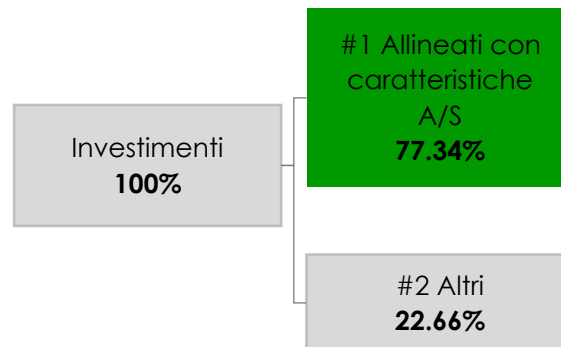 Investimenti
100%
#1 Allineati con
caratteristiche
A/S
77.34%
#2 Altri
22.66%